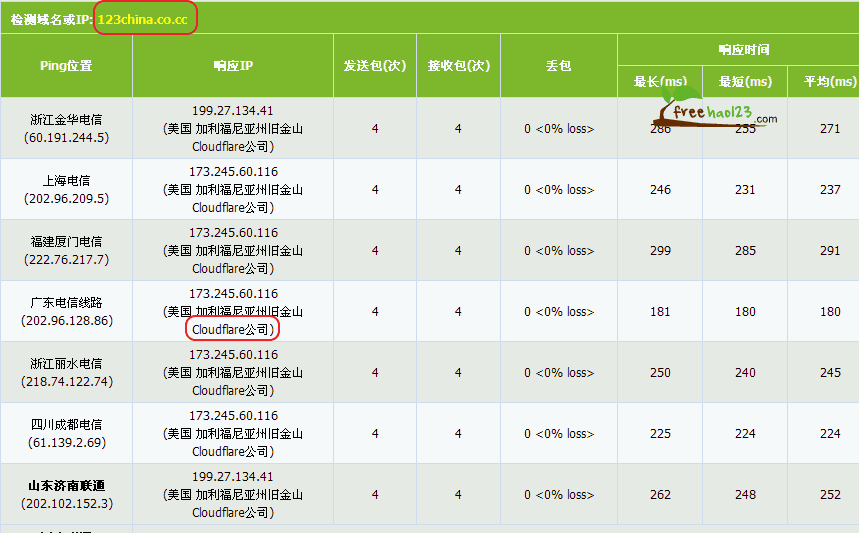 检测域名或IP: 123china.co.cc
Ping位置 响应IP 发送包(次) 接收包(次) 丢包 响应时间
最长(ms) 最短(ms) 平均(ms)
freehao123.com
浙江金华电信
(60.191.244.5)
199.27.134.41
(美国 加利福尼亚州旧金山
Cloudflare公司)
4 4 0 <0% loss> 286 255 271
上海电信
(202.96.209.5)
173.245.60.116
(美国 加利福尼亚州旧金山
Cloudflare公司)
4 4 0 <0% loss> 246 231 237
福建厦门电信
(222.76.217.7)
173.245.60.116
(美国 加利福尼亚州旧金山
Cloudflare公司)
4 4 0 <0% loss> 299 285 291
广东电信线路
(202.96.128.86)
173.245.60.116
(美国 加利福尼亚州旧金山
Cloudflare公司)
4 4 0 <0% loss> 181 180 180
浙江丽水电信
(218.74.122.74)
173.245.60.116
(美国 加利福尼亚州旧金山
Cloudflare公司)
4 4 0 <0% loss> 250 240 245
四川成都电信
(61.139.2.69)
173.245.60.116
(美国 加利福尼亚州旧金山
Cloudflare公司)
4 4 0 <0% loss> 225 224 224
山东济南联通
(202.102.152.3)
199.27.134.41
(美国 加利福尼亚州旧金山
Cloudflare公司)
4 4 0 <0% loss> 262 248 252